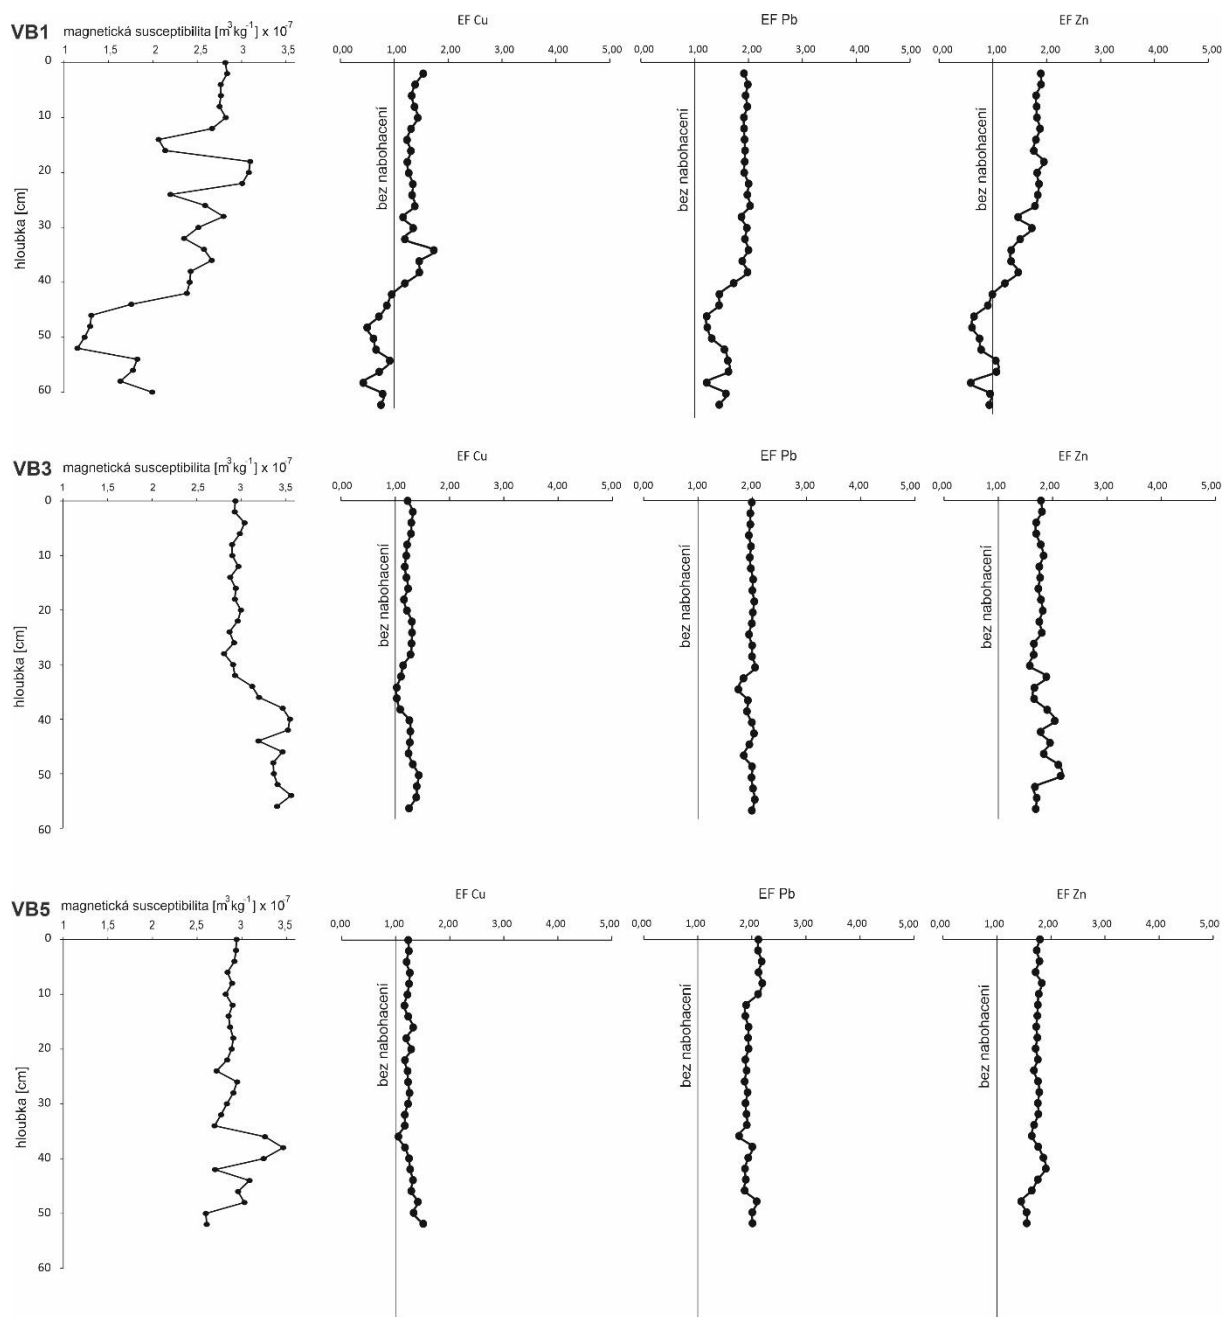 VB1 magnetická susceptibilita [m³kg⁻¹] x 10⁻⁷
EF Cu
EF Pb
EF Zn
1 1,5 2 2,5 3 3,5
0,00 1,00 2,00 3,00 4,00 5,00
0,00 1,00 2,00 3,00 4,00 5,00
0,00 1,00 2,00 3,00 4,00 5,00
0
10
20
30
40
50
60
hloubka [cm]
bez nabohacení
bez nabohacení
bez nabohacení
VB3 magnetická susceptibilita [m³kg⁻¹] x 10⁻⁷
EF Cu
EF Pb
EF Zn
1 1,5 2 2,5 3 3,5
0,00 1,00 2,00 3,00 4,00 5,00
0,00 1,00 2,00 3,00 4,00 5,00
0,00 1,00 2,00 3,00 4,00 5,00
0
10
20
30
40
50
60
hloubka [cm]
bez nabohacení
bez nabohacení
bez nabohacení
VB5 magnetická susceptibilita [m³kg⁻¹] x 10⁻⁷
EF Cu
EF Pb
EF Zn
1 1,5 2 2,5 3 3,5
0,00 1,00 2,00 3,00 4,00 5,00
0,00 1,00 2,00 3,00 4,00 5,00
0,00 1,00 2,00 3,00 4,00 5,00
0
10
20
30
40
50
60
hloubka [cm]
bez nabohacení
bez nabohacení
bez nabohacení